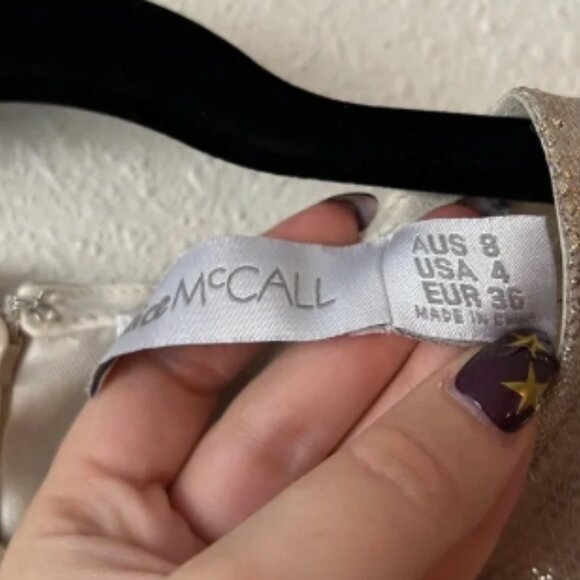 McCALL
AUS 8
USA 4
EUR 36
MADE IN